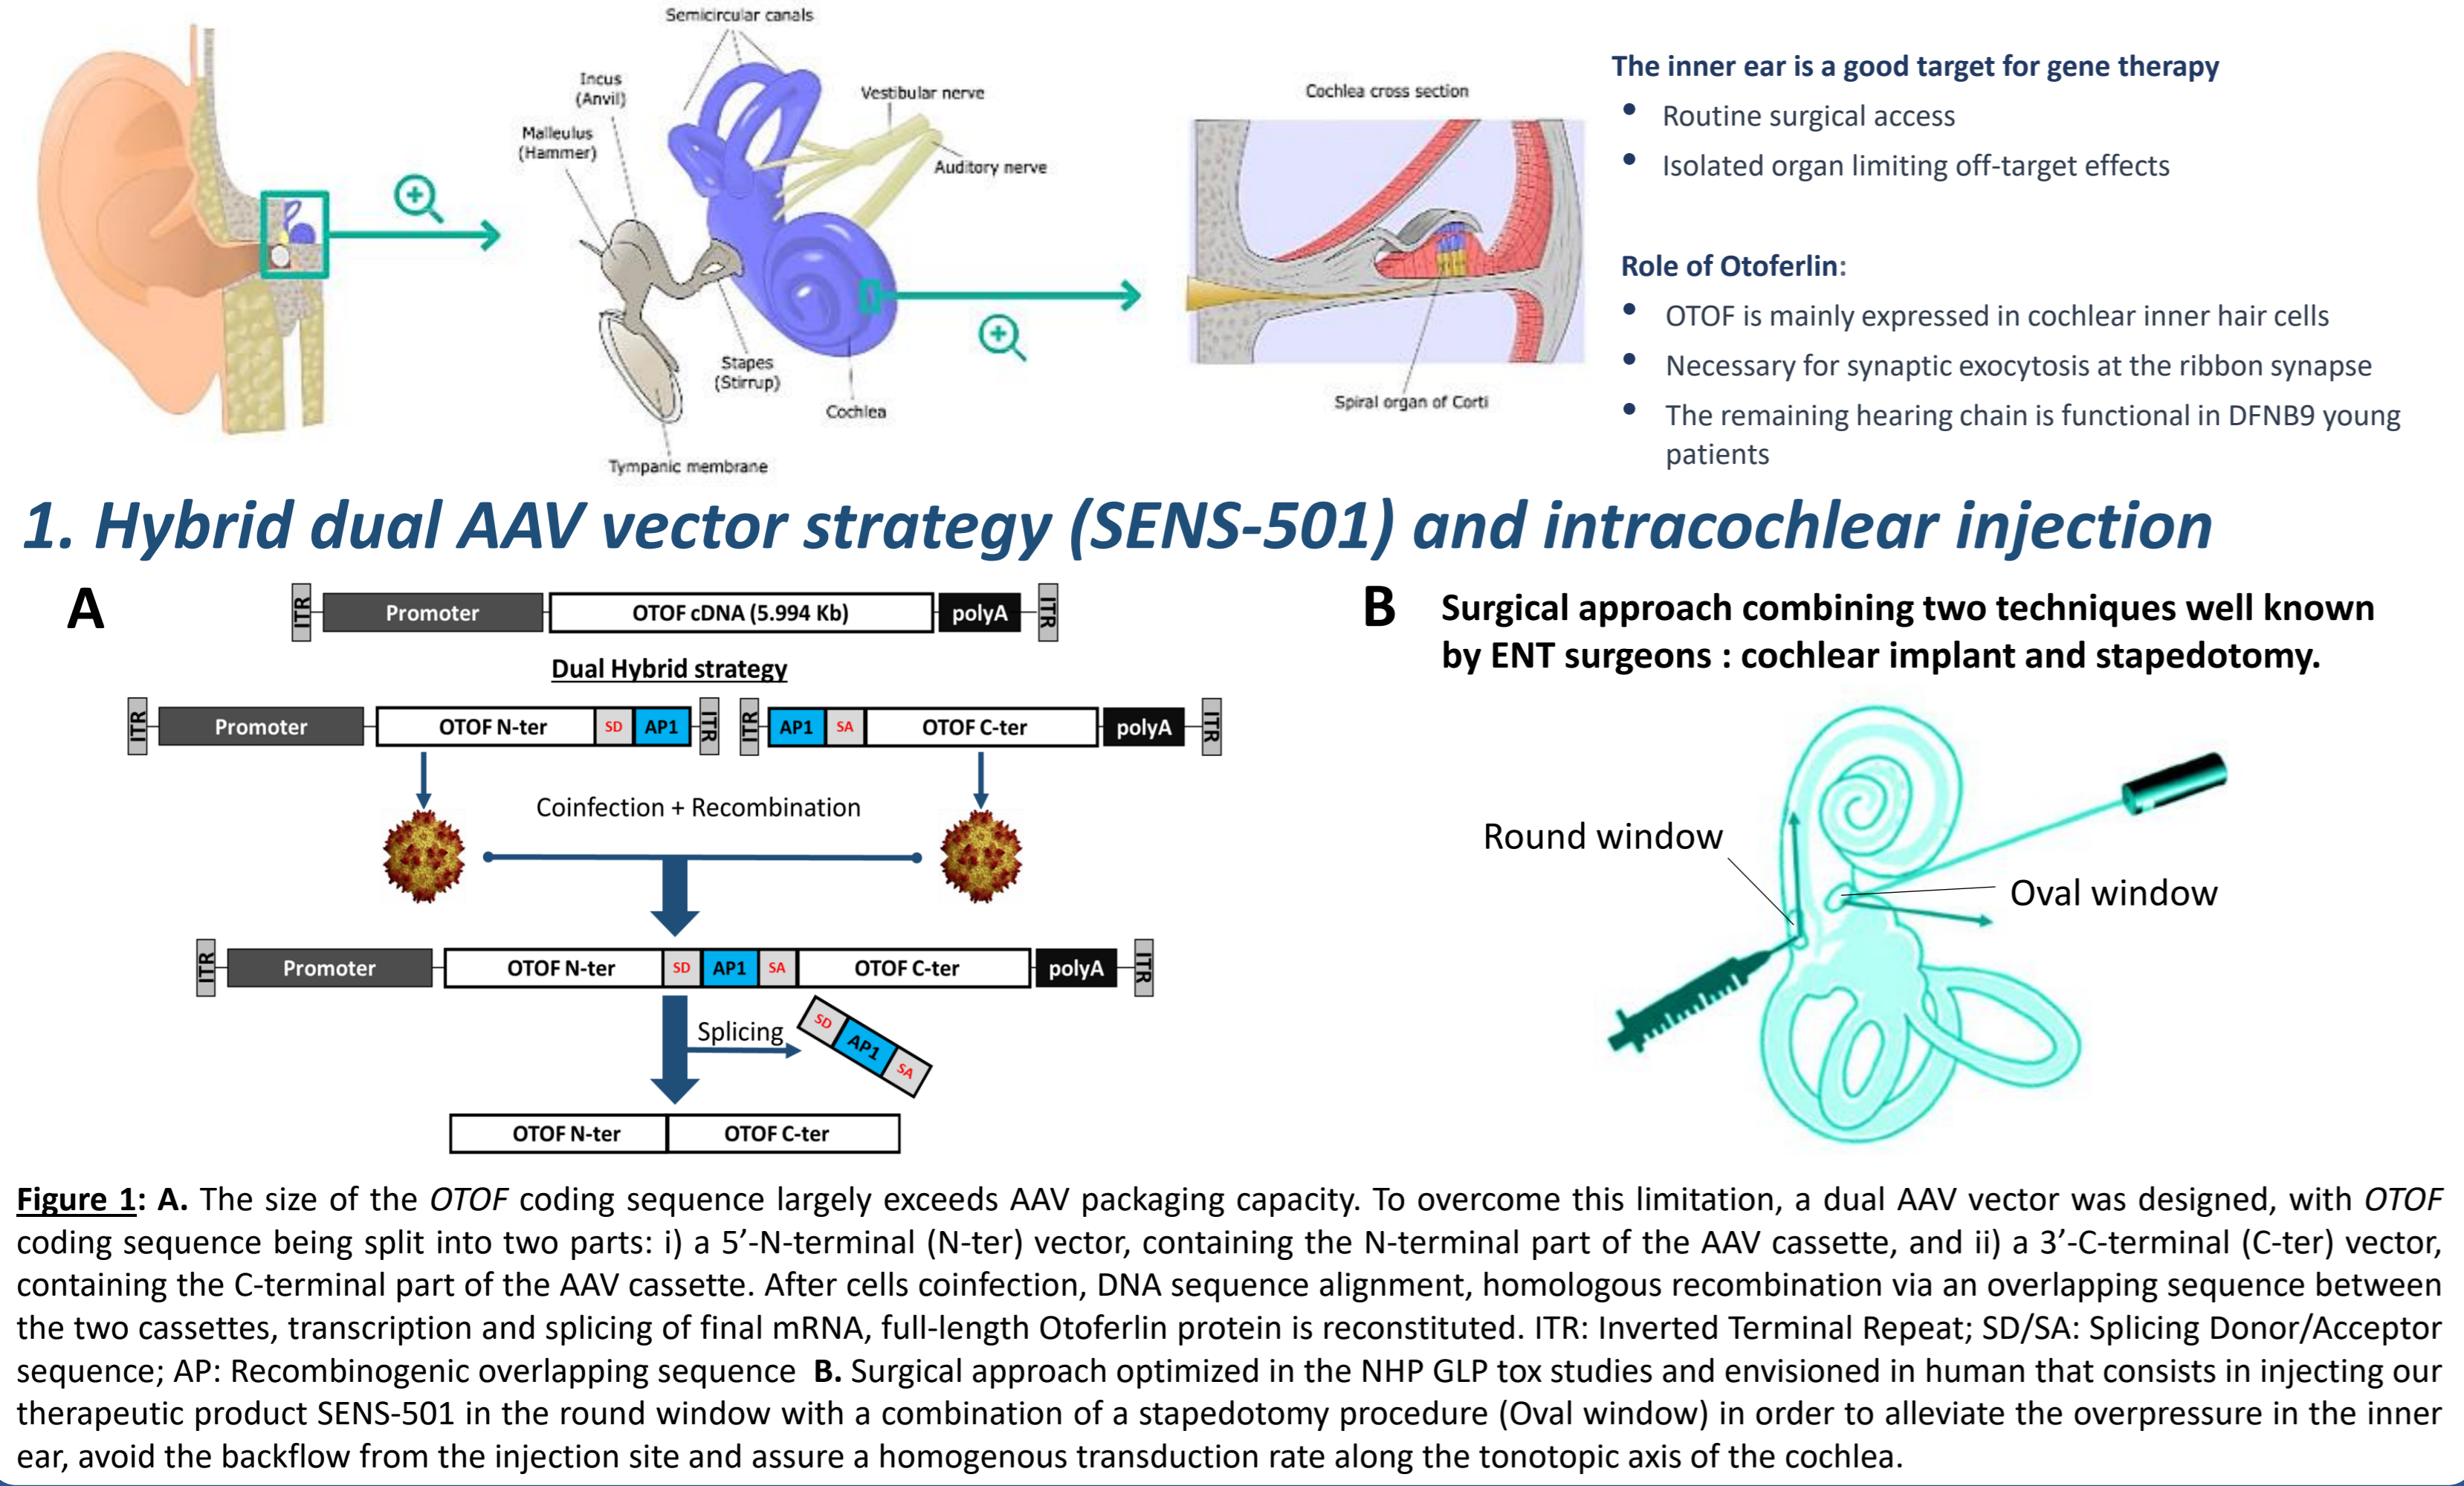 Semicircular canals
Incus
(Anvil)
Malleulus
(Hammer)
Vestibular nerve
Auditory nerve
Stapes
(Stirrup)
Cochlea
Tympanic membrane
Cochlea cross section
Spiral organ of Corti
The inner ear is a good target for gene therapy
• Routine surgical access
• Isolated organ limiting off-target effects
Role of Otoferlin:
• OTOF is mainly expressed in cochlear inner hair cells
• Necessary for synaptic exocytosis at the ribbon synapse
• The remaining hearing chain is functional in DFNB9 young
patients
1. Hybrid dual AAV vector strategy (SENS-501) and intracochlear injection
A
ITR Promoter OTOF cDNA (5.994 Kb) polyA ITR
Dual Hybrid strategy
ITR Promoter OTOF N-ter SD AP1 ITR ITR AP1 SA OTOF C-ter polyA ITR
Coinfection + Recombination
ITR Promoter OTOF N-ter SD AP1 SA OTOF C-ter polyA ITR
Splicing
SD AP1 SA
OTOF N-ter OTOF C-ter
B
Surgical approach combining two techniques well known
by ENT surgeons : cochlear implant and stapedotomy.
Round window
Oval window
Figure 1: A. The size of the OTOF coding sequence largely exceeds AAV packaging capacity. To overcome this limitation, a dual AAV vector was designed, with OTOF
coding sequence being split into two parts: i) a 5’-N-terminal (N-ter) vector, containing the N-terminal part of the AAV cassette, and ii) a 3’-C-terminal (C-ter) vector,
containing the C-terminal part of the AAV cassette. After cells coinfection, DNA sequence alignment, homologous recombination via an overlapping sequence between
the two cassettes, transcription and splicing of final mRNA, full-length Otoferlin protein is reconstituted. ITR: Inverted Terminal Repeat; SD/SA: Splicing Donor/Acceptor
sequence; AP: Recombinogenic overlapping sequence B. Surgical approach optimized in the NHP GLP tox studies and envisioned in human that consists in injecting our
therapeutic product SENS-501 in the round window with a combination of a stapedotomy procedure (Oval window) in order to alleviate the overpressure in the inner
ear, avoid the backflow from the injection site and assure a homogenous transduction rate along the tonotopic axis of the cochlea.